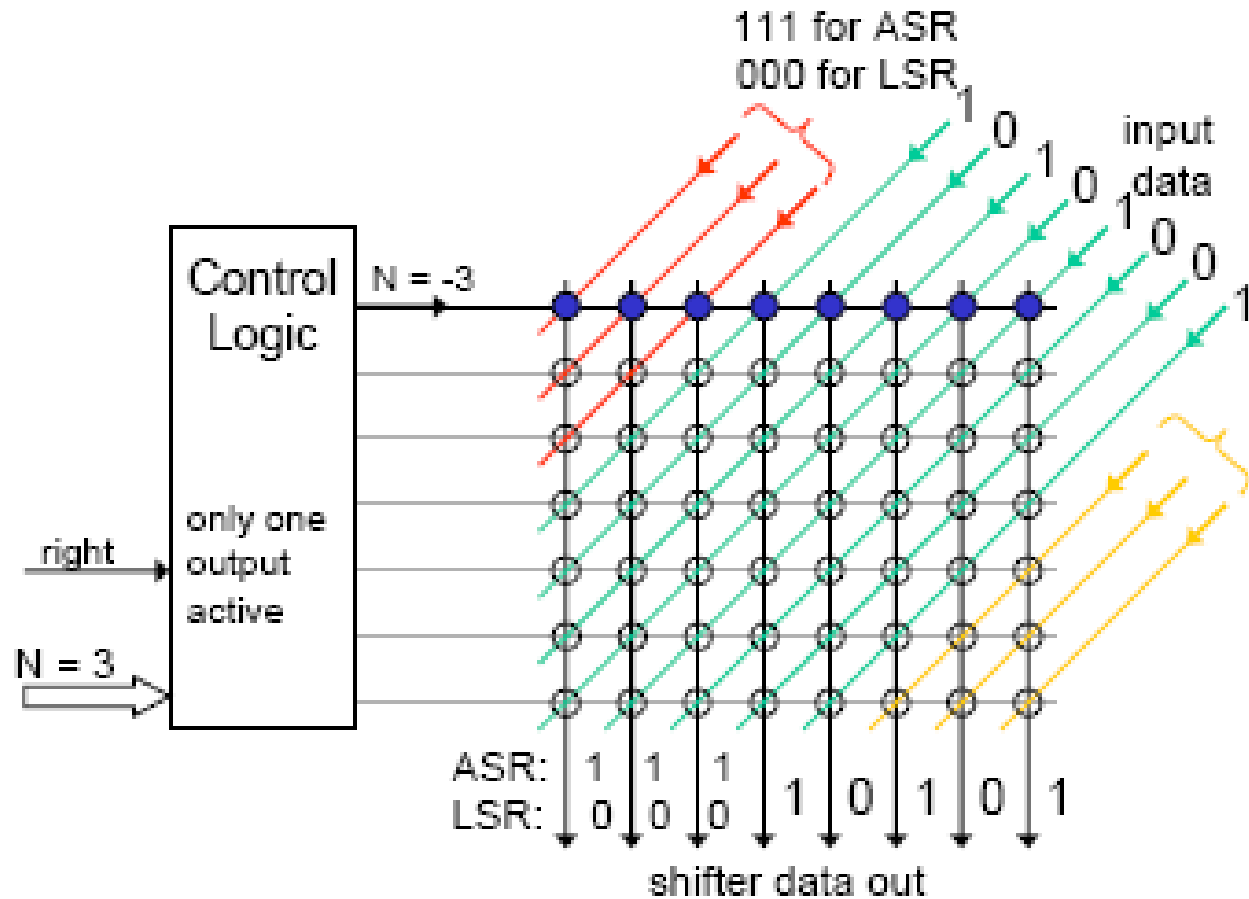 111 for ASR
000 for LSR
1 0 1 0 1 0 0 1
input
data
Control
Logic
N = -3
only one
output
active
right
N = 3
ASR: 1 1 1
LSR: 0 0 0
1 0 1 0 1
shifter data out